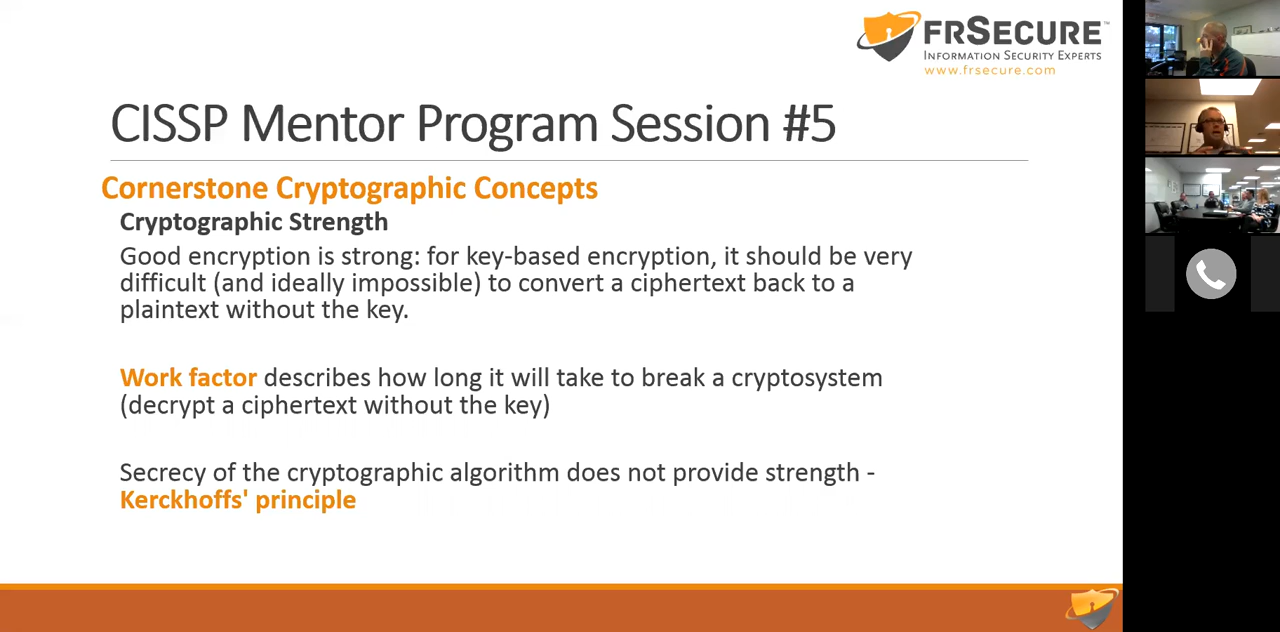 FRSECURE™
INFORMATION SECURITY EXPERTS
www.frsecure.com
CISSP Mentor Program Session #5
Cornerstone Cryptographic Concepts
Cryptographic Strength
Good encryption is strong: for key-based encryption, it should be very
difficult (and ideally impossible) to convert a ciphertext back to a
plaintext without the key.
Work factor describes how long it will take to break a cryptosystem
(decrypt a ciphertext without the key)
Secrecy of the cryptographic algorithm does not provide strength -
Kerckhoffs' principle